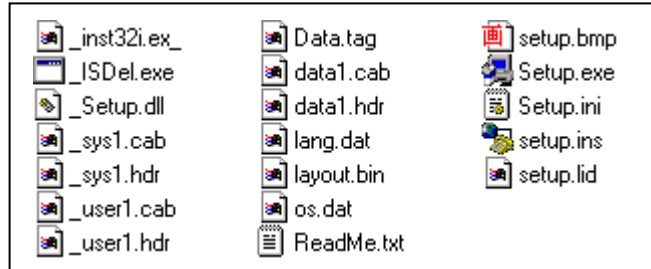 _inst32i.ex_
_ISDel.exe
_Setup.dll
_sys1.cab
_sys1.hdr
_user1.cab
_user1.hdr
Data.tag
data1.cab
data1.hdr
lang.dat
layout.bin
os.dat
ReadMe.txt
画 setup.bmp
Setup.exe
Setup.ini
setup.ins
setup.lid